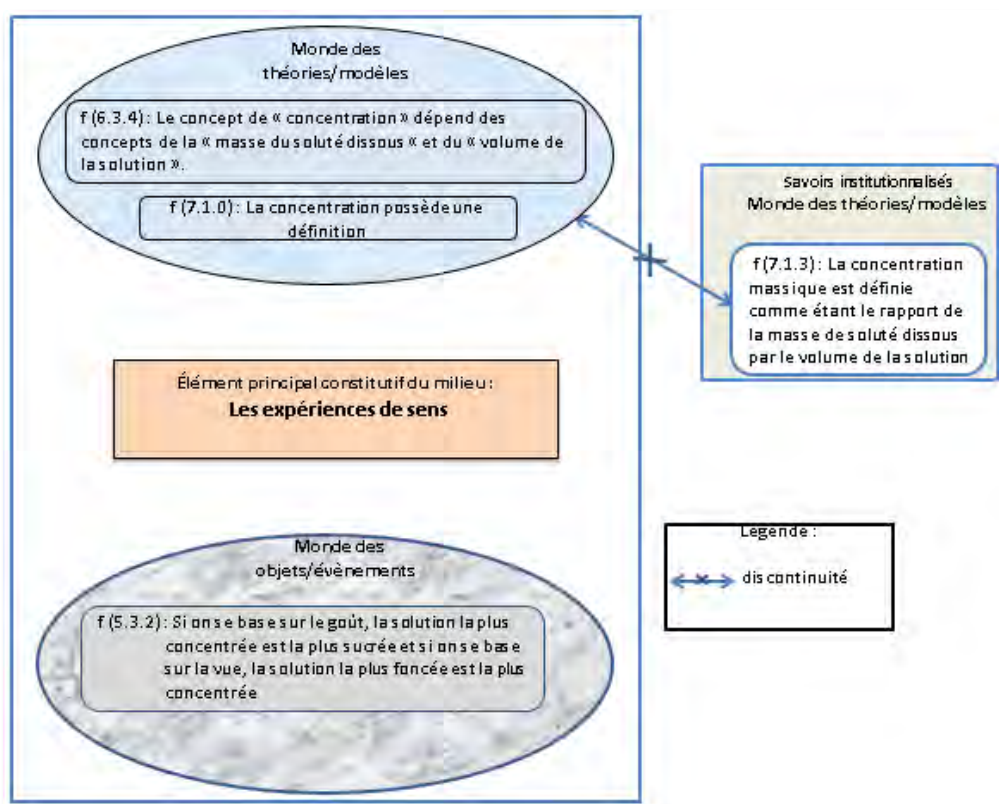 Monde des
théories/modèles
f (6.3.4) : Le concept de « concentration » dépend des
concepts de la « masse du soluté dissous « et du « volume de
la solution ».
f (7.1.0) : La concentration possède une
définition
Savoirs institutionnalisés
Monde des théories/modèles
f (7.1.3) : La concentration
massique est définie
comme étant le rapport de
la masse de soluté dissous
par le volume de la solution
Élément principal constitutif du milieu :
Les expériences de sens
Monde des
objets/évènements
f (5.3.2) : Si on se base sur le goût, la solution la plus
concentrée est la plus sucrée et si on se base
sur la vue, la solution la plus foncée est la plus
concentrée
Legende :
discontinuité